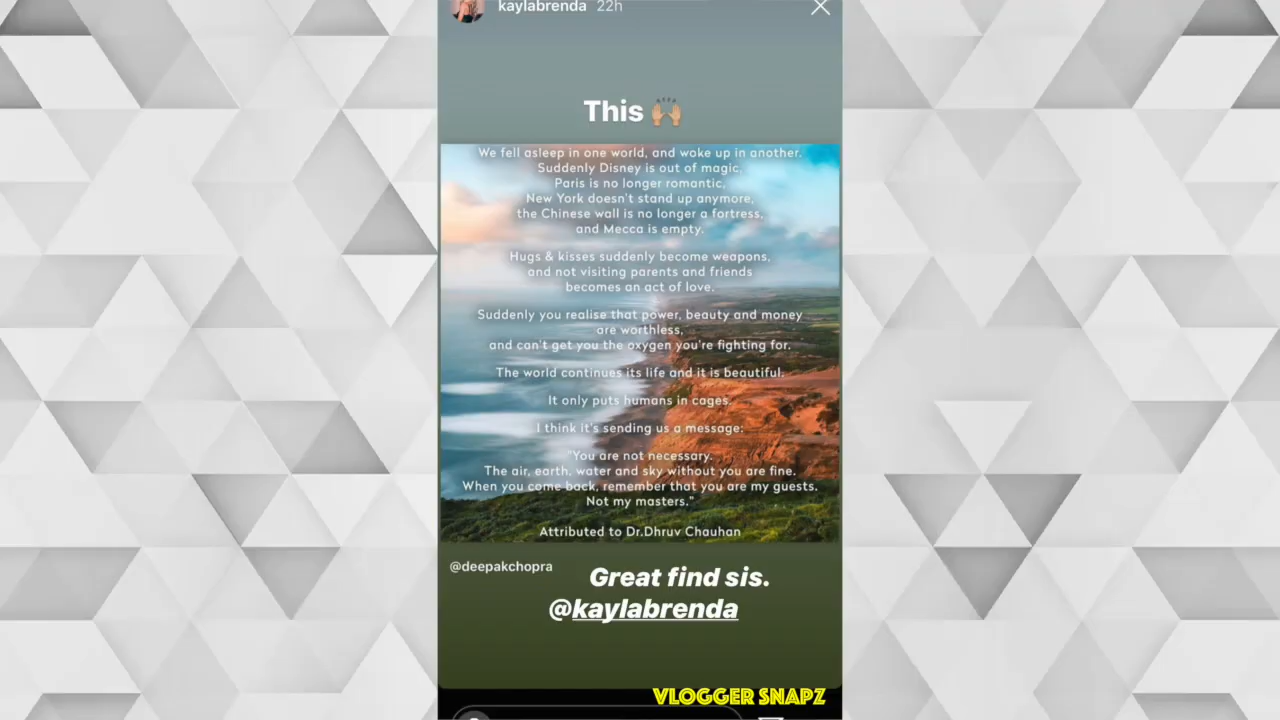 kaylabrenda 22h
This 🙌🏼
We fell asleep in one world, and woke up in another.
Suddenly Disney is out of magic,
Paris is no longer romantic,
New York doesn't stand up anymore,
the Chinese wall is no longer a fortress,
and Mecca is empty.
Hugs & kisses suddenly become weapons,
and not visiting parents and friends
becomes an act of love.
Suddenly you realise that power, beauty and money
are worthless,
and can't get you the oxygen you're fighting for.
The world continues its life and it is beautiful.
It only puts humans in cages.
I think it's sending us a message:
"You are not necessary.
The air, earth, water and sky without you are fine.
When you come back, remember that you are my guests.
Not my masters."
Attributed to Dr.Dhruv Chauhan
@deepakchopra
Great find sis.
@kaylabrenda
VLOGGER SNAPZ